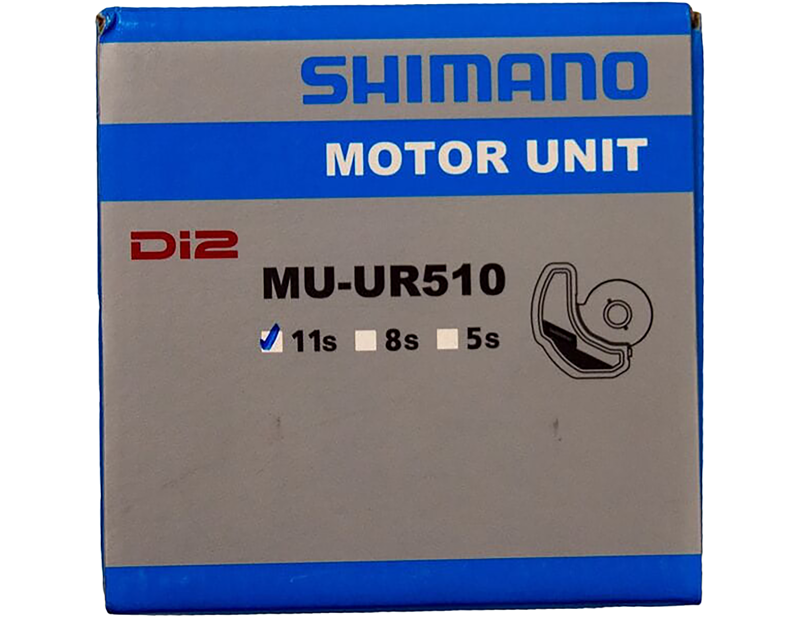 SHIMANO
MOTOR UNIT
Di2
MU-UR510
11s 8s 5s